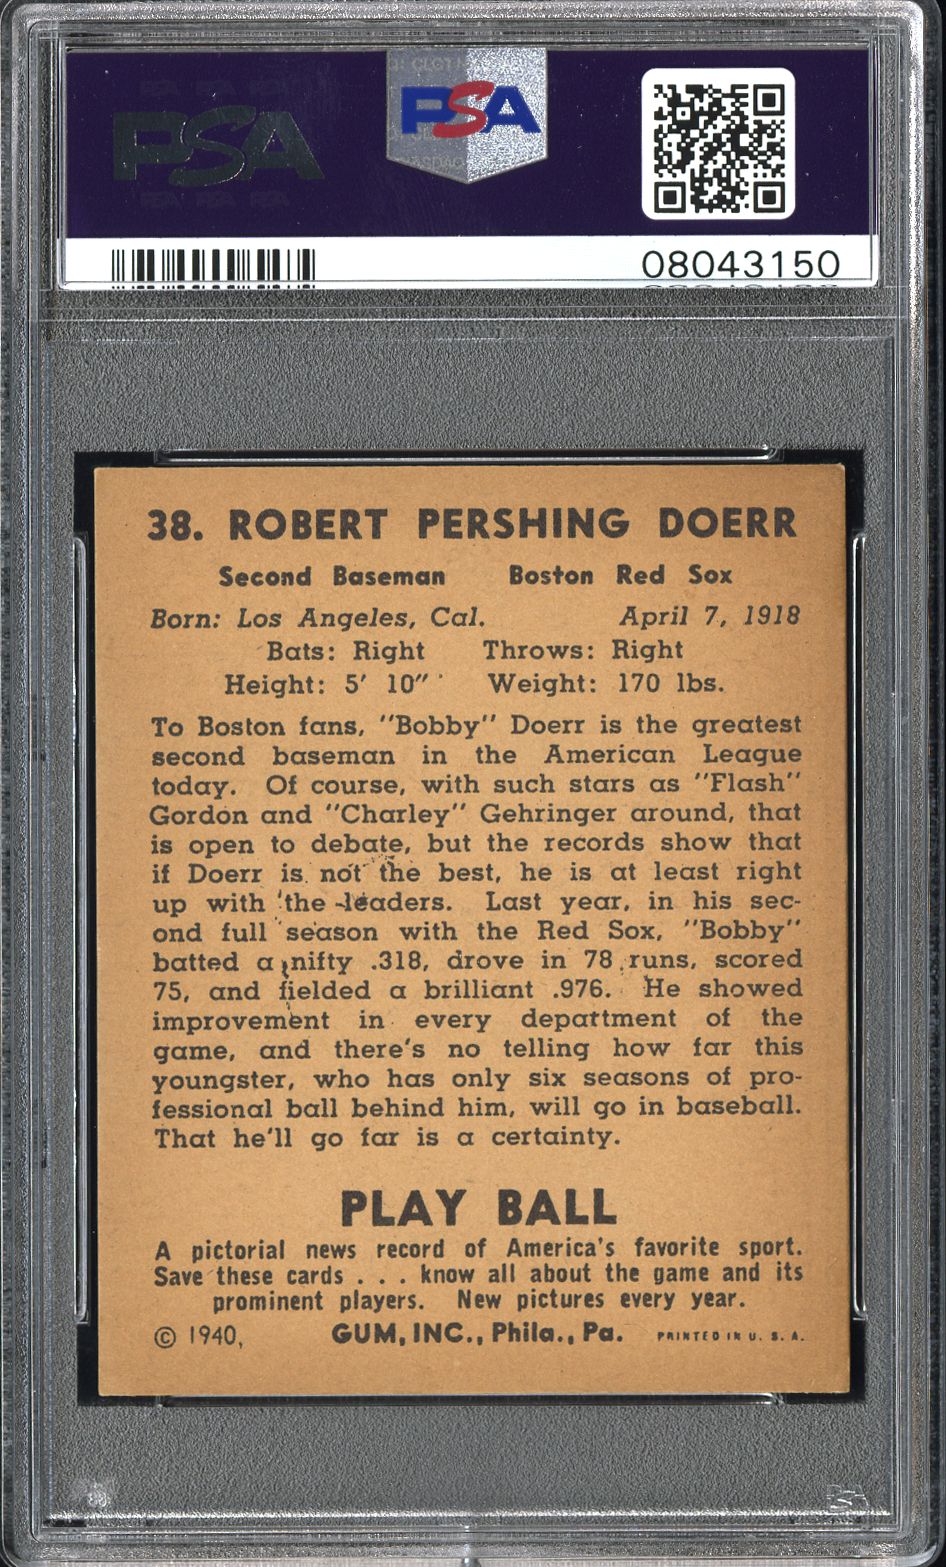 PSA
PSA
08043150
38. ROBERT PERSHING DOERR
Second Baseman Boston Red Sox
Born: Los Angeles, Cal. April 7, 1918
Bats: Right Throws: Right
Height: 5' 10" Weight: 170 lbs.
To Boston fans, "Bobby" Doerr is the greatest
second baseman in the American League
today. Of course, with such stars as "Flash"
Gordon and "Charley" Gehringer around, that
is open to debate, but the records show that
if Doerr is not the best, he is at least right
up with the leaders. Last year, in his sec-
ond full season with the Red Sox, "Bobby"
batted a nifty .318, drove in 78 runs, scored
75, and fielded a brilliant .976. He showed
improvement in every department of the
game, and there's no telling how far this
youngster, who has only six seasons of pro-
fessional ball behind him, will go in baseball.
That he'll go far is a certainty.
PLAY BALL
A pictorial news record of America's favorite sport.
Save these cards . . . know all about the game and its
prominent players. New pictures every year.
© 1940, GUM, INC., Phila., Pa. PRINTED IN U. S. A.